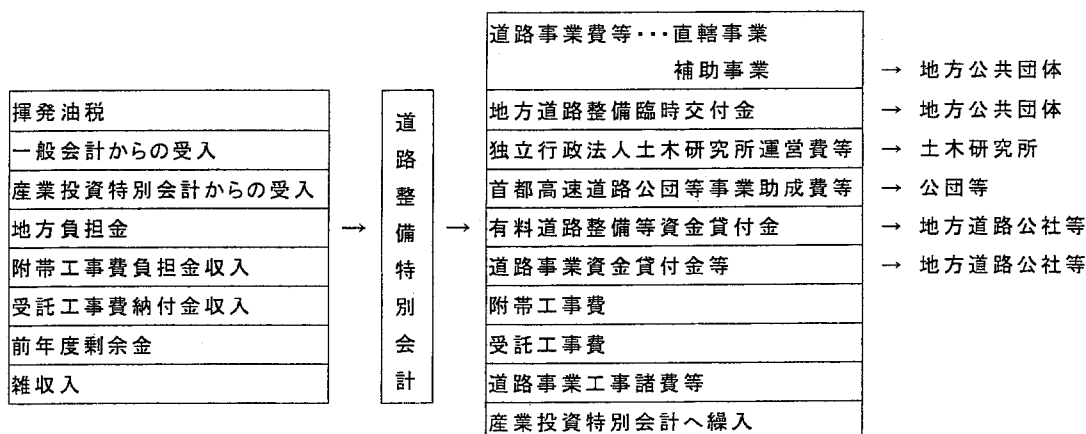 揮発油税
一般会計からの受入
産業投資特別会計からの受入
地方負担金
附帯工事費負担金収入
受託工事費納付金収入
前年度剰余金
雑収入
→
道路整備特別会計
→
道路事業費等・・・直轄事業
補助事業 → 地方公共団体
地方道路整備臨時交付金 → 地方公共団体
独立行政法人土木研究所運営費等 → 土木研究所
首都高速道路公団等事業助成費等 → 公団等
有料道路整備等資金貸付金 → 地方道路公社等
道路事業資金貸付金等 → 地方道路公社等
附帯工事費
受託工事費
道路事業工事諸費等
産業投資特別会計へ繰入